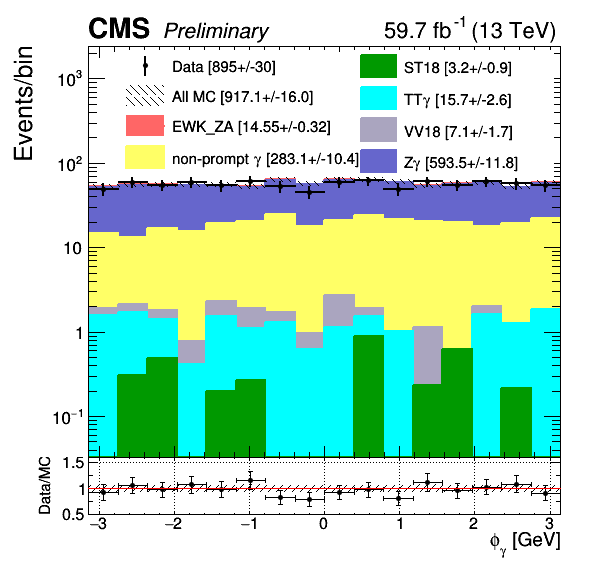 CMS Preliminary 59.7 fb⁻¹ (13 TeV)
Events/bin
Data [895+/-30]
All MC [917.1+/-16.0]
EWK_ZA [14.55+/-0.32]
non-prompt γ [283.1+/-10.4]
ST18 [3.2+/-0.9]
TTγ [15.7+/-2.6]
VV18 [7.1+/-1.7]
Zγ [593.5+/-11.8]
10³
10²
10
1
10⁻¹
Data/MC
1.5
1
0.5
−3 −2 −1 0 1 2 3
ϕγ [GeV]